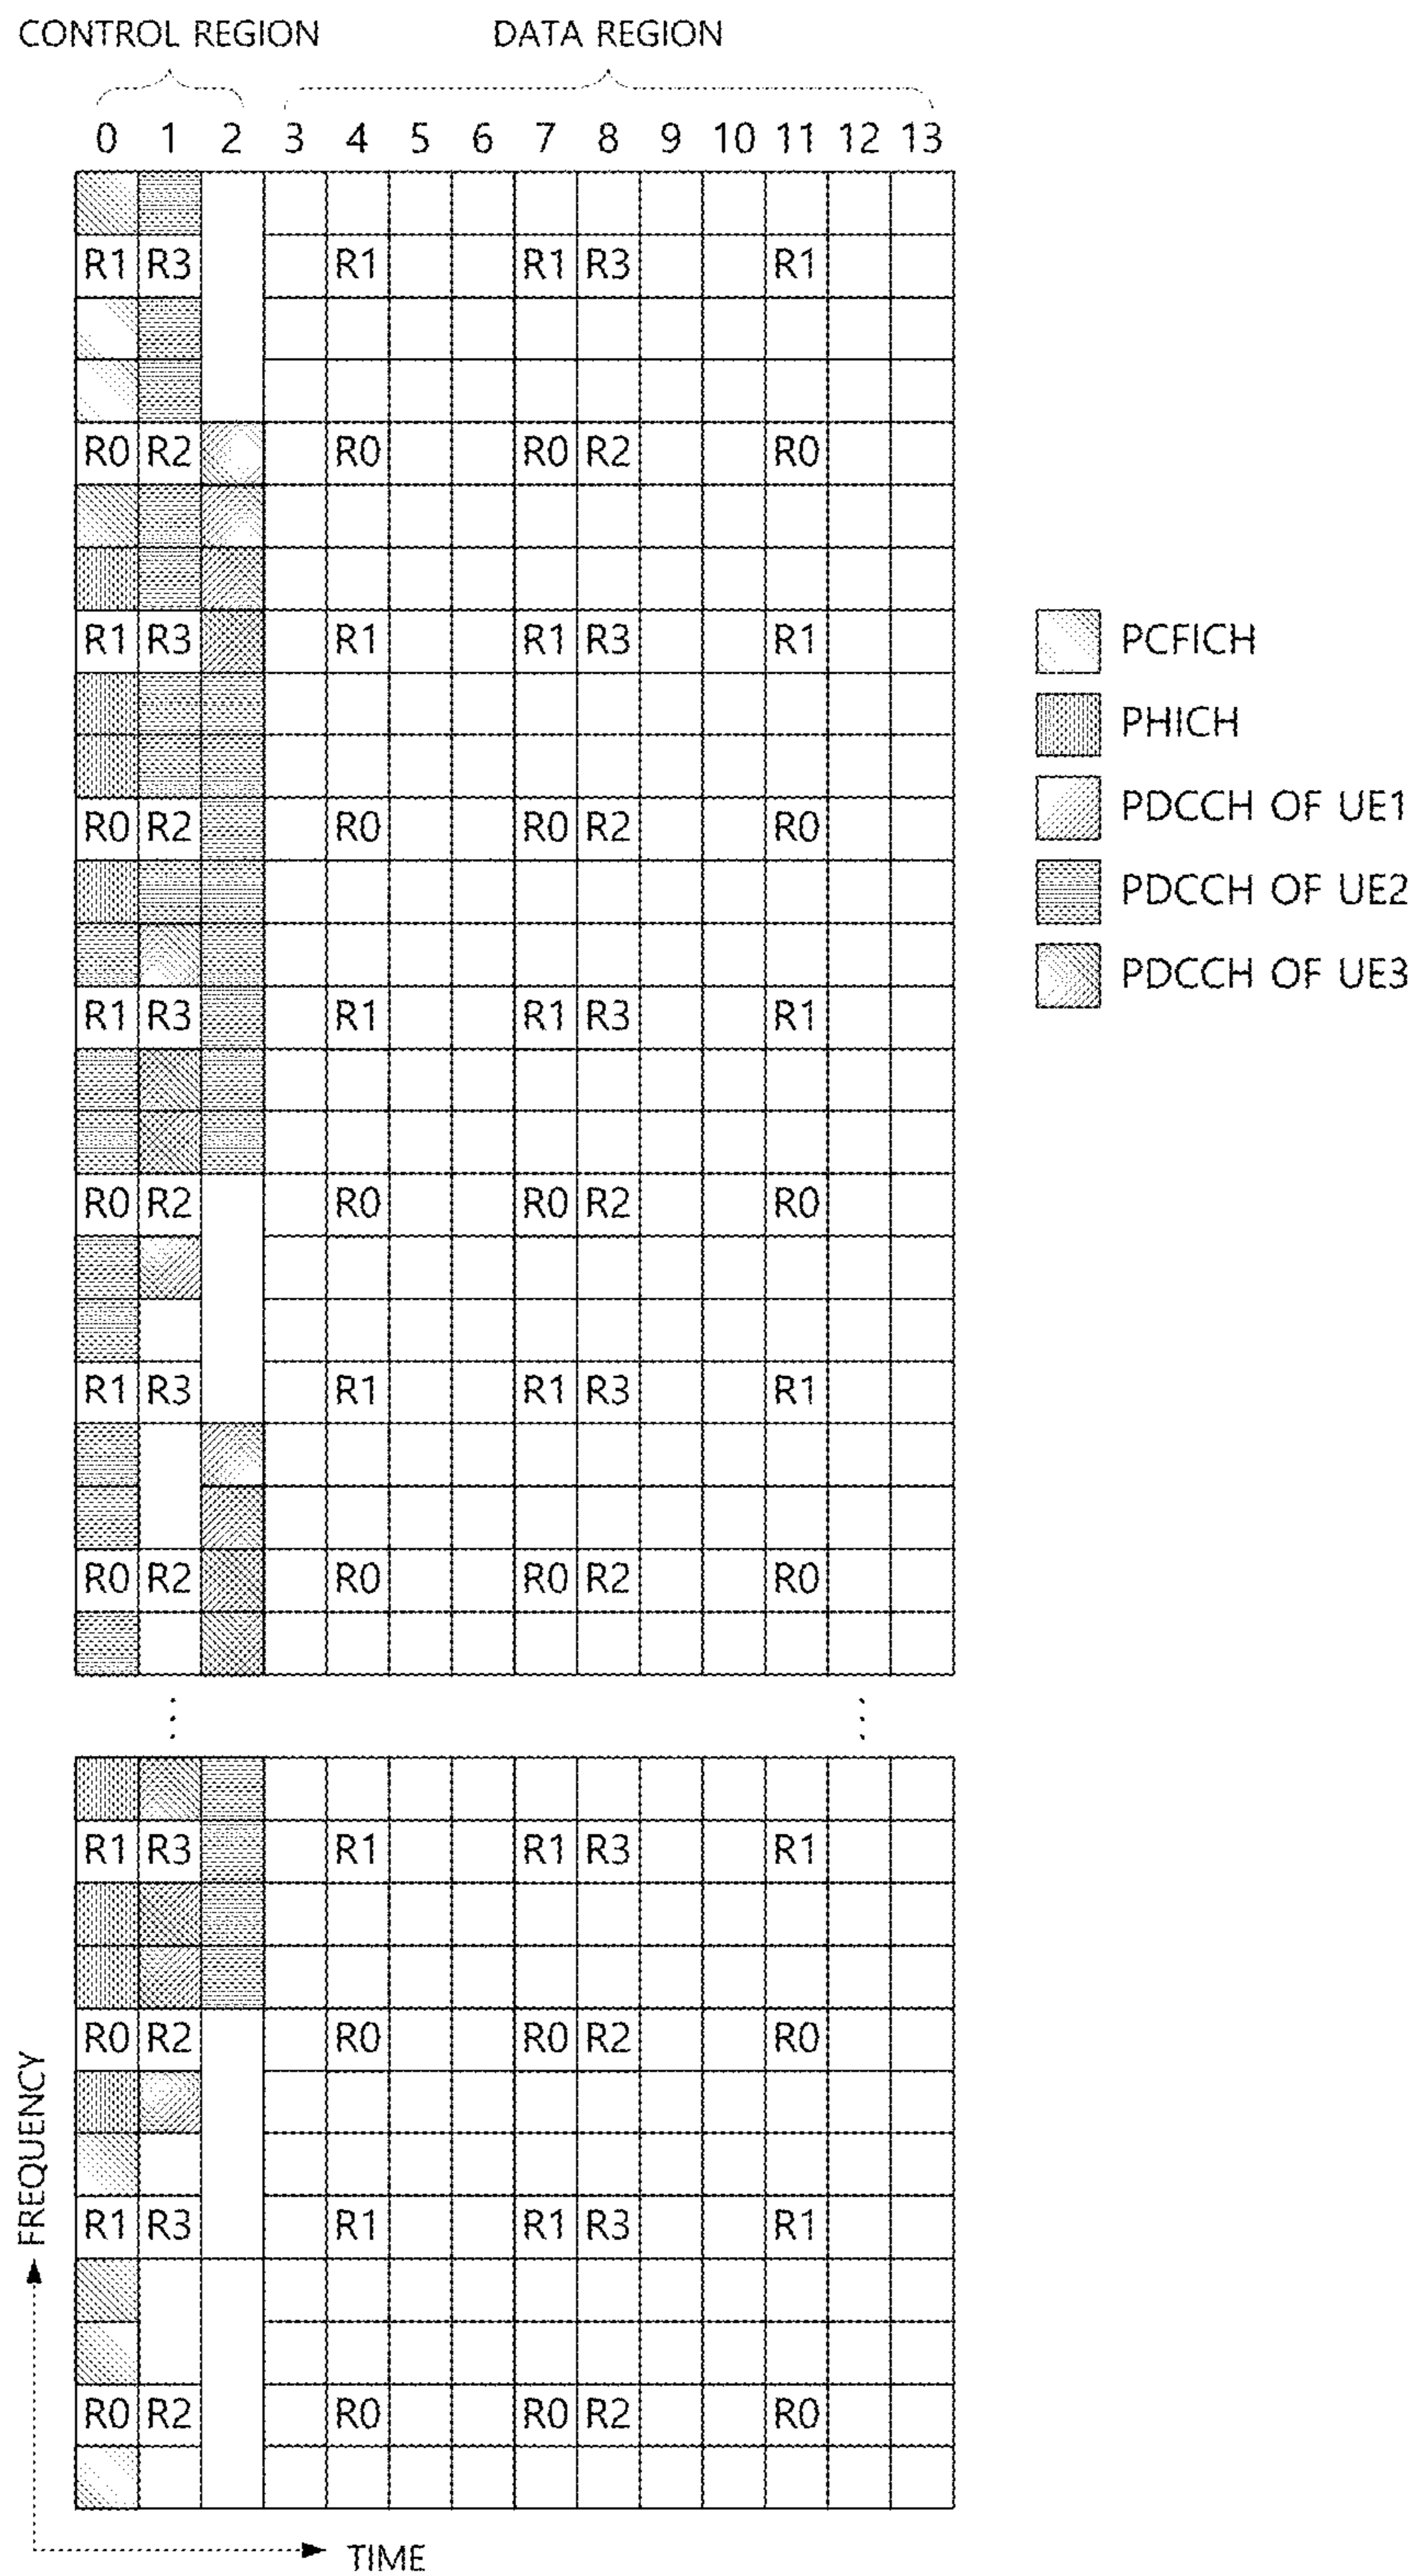 CONTROL REGION DATA REGION
0 1 2 3 4 5 6 7 8 9 10 11 12 13
R1 R3 R1 R1 R3 R1
R0 R2 R0 R0 R2 R0
R1 R3 R1 R1 R3 R1
PCFICH
PHICH
R0 R2 R0 R0 R2 R0
PDCCH OF UE1
PDCCH OF UE2
PDCCH OF UE3
R1 R3 R1 R1 R3 R1
R0 R2 R0 R0 R2 R0
R1 R3 R1 R1 R3 R1
R0 R2 R0 R0 R2 R0
R1 R3 R1 R1 R3 R1
R0 R2 R0 R0 R2 R0
R1 R3 R1 R1 R3 R1
R0 R2 R0 R0 R2 R0
FREQUENCY
TIME